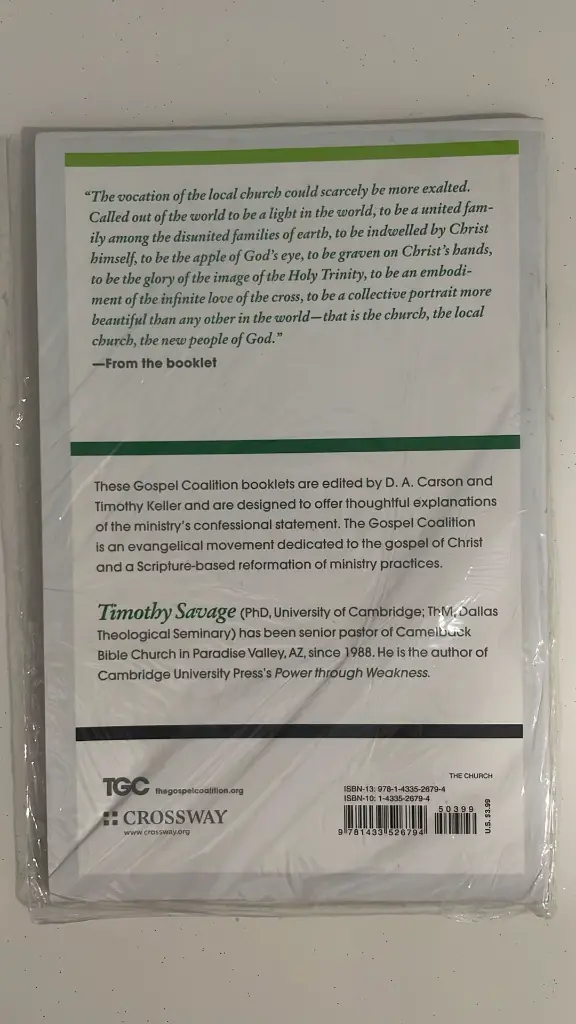 “The vocation of the local church could scarcely be more exalted.
Called out of the world to be a light in the world, to be a united fam-
ily among the disunited families of earth, to be indwelled by Christ
himself, to be the apple of God’s eye, to be graven on Christ’s hands,
to be the glory of the image of the Holy Trinity, to be an embodi-
ment of the infinite love of the cross, to be a collective portrait more
beautiful than any other in the world—that is the church, the local
church, the new people of God.”
—From the booklet
These Gospel Coalition booklets are edited by D. A. Carson and
Timothy Keller and are designed to offer thoughtful explanations
of the ministry’s confessional statement. The Gospel Coalition
is an evangelical movement dedicated to the gospel of Christ
and a Scripture-based reformation of ministry practices.
Timothy Savage (PhD, University of Cambridge; ThM, Dallas
Theological Seminary) has been senior pastor of Camelback
Bible Church in Paradise Valley, AZ, since 1988. He is the author of
Cambridge University Press’s Power through Weakness.
TGC thegospelcoalition.org
CROSSWAY
www.crossway.org
THE CHURCH
ISBN-13: 978-1-4335-2679-4
ISBN-10: 1-4335-2679-4
50399
9 781433 526794
U.S. $3.99